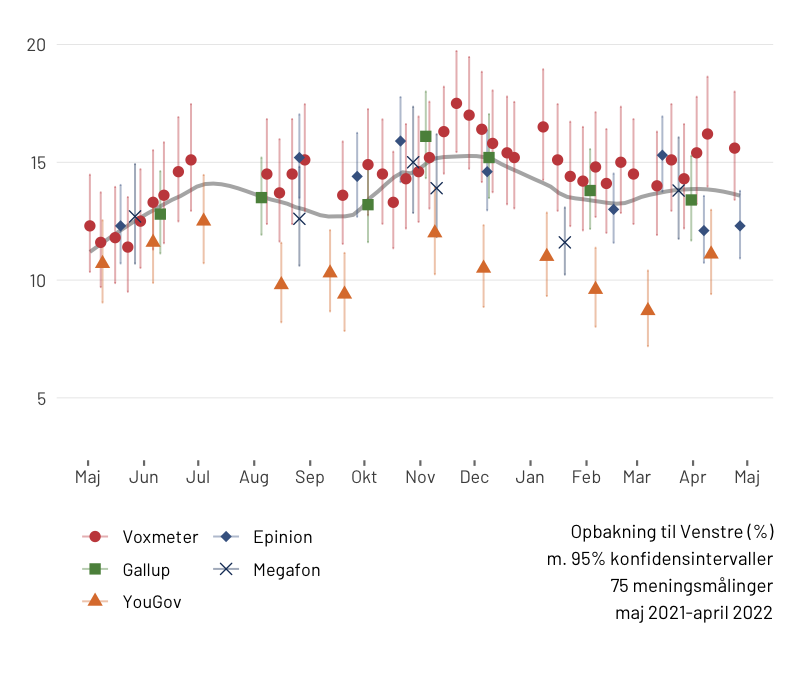 20
15
10
5
Maj Jun Jul Aug Sep Okt Nov Dec Jan Feb Mar Apr Maj
Voxmeter Epinion
Gallup Megafon
YouGov
Opbakning til Venstre (%)
m. 95% konfidensintervaller
75 meningsmålinger
maj 2021-april 2022